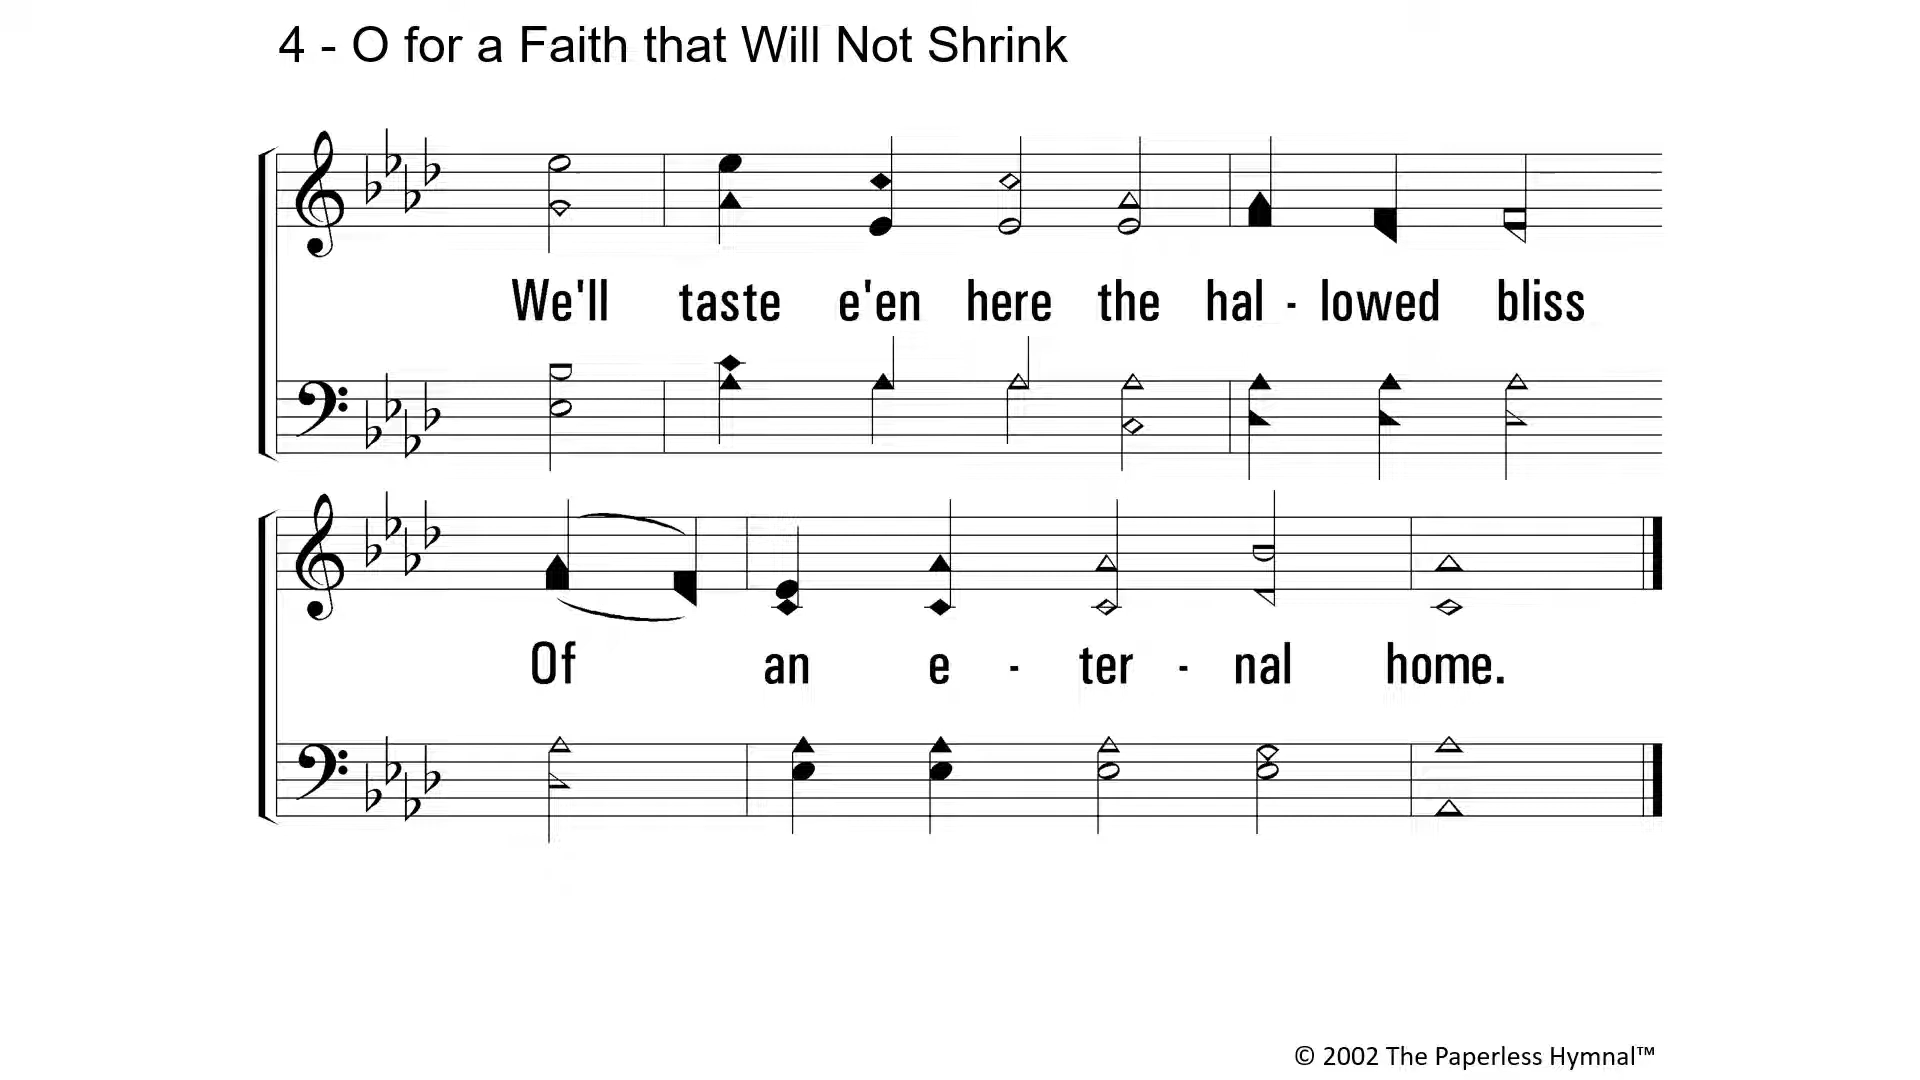 4 - O for a Faith that Will Not Shrink
We'll taste e'en here the hal - lowed bliss
Of an e - ter - nal home.
© 2002 The Paperless Hymnal™